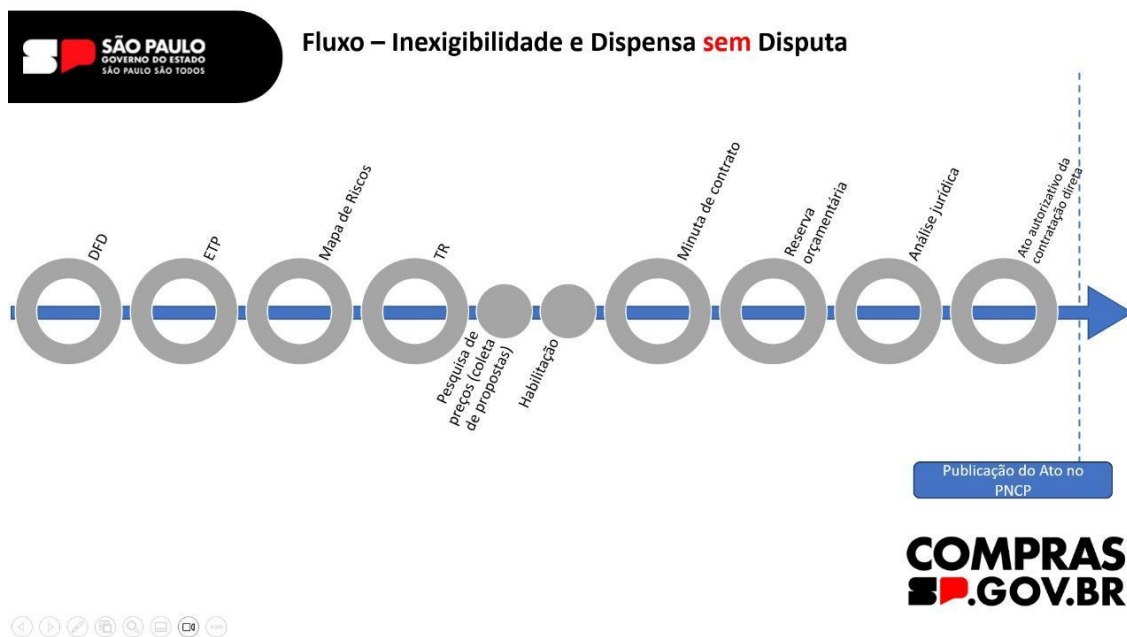 SÃO PAULO
GOVERNO DO ESTADO
SÃO PAULO SÃO TODOS
Fluxo – Inexigibilidade e Dispensa sem Disputa
DFD
ETP
Mapa de Riscos
TR
Pesquisa de
preços (coleta
de propostas)
Habilitação
Minuta de contrato
Reserva
orçamentária
Análise jurídica
Ato autorizativo da
contratação direta
Publicação do Ato no
PNCP
COMPRAS
SP.GOV.BR